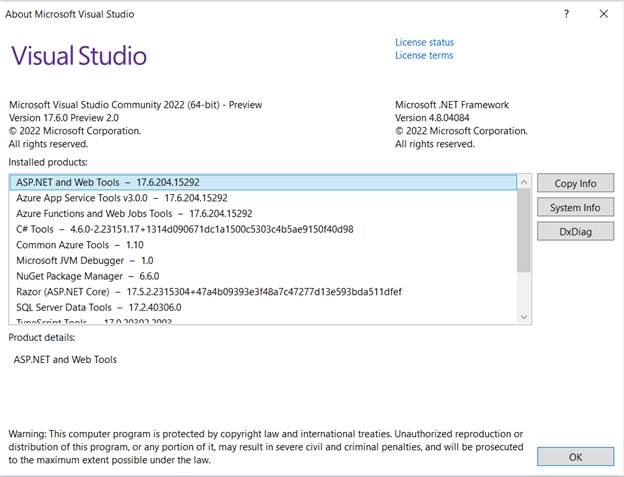 About Microsoft Visual Studio
?
Visual Studio
License status
License terms
Microsoft Visual Studio Community 2022 (64-bit) - Preview
Version 17.6.0 Preview 2.0
© 2022 Microsoft Corporation.
All rights reserved.
Microsoft .NET Framework
Version 4.8.04084
© 2022 Microsoft Corporation.
All rights reserved.
Installed products:
ASP.NET and Web Tools – 17.6.204.15292
Azure App Service Tools v3.0.0 – 17.6.204.15292
Azure Functions and Web Jobs Tools – 17.6.204.15292
C# Tools – 4.6.0-2.23151.17+1314d090671dc1a1500c5303c4b5ae9150f40d98
Common Azure Tools – 1.10
Microsoft JVM Debugger – 1.0
NuGet Package Manager – 6.6.0
Razor (ASP.NET Core) – 17.5.2.2315304+47a4b09393e3f48a7c47277d13e593bda511dfef
SQL Server Data Tools – 17.2.40306.0
TypeScript Tools – 17.0.20302.2003
Copy Info
System Info
DxDiag
Product details:
ASP.NET and Web Tools
Warning: This computer program is protected by copyright law and international treaties. Unauthorized reproduction or
distribution of this program, or any portion of it, may result in severe civil and criminal penalties, and will be prosecuted
to the maximum extent possible under the law.
OK